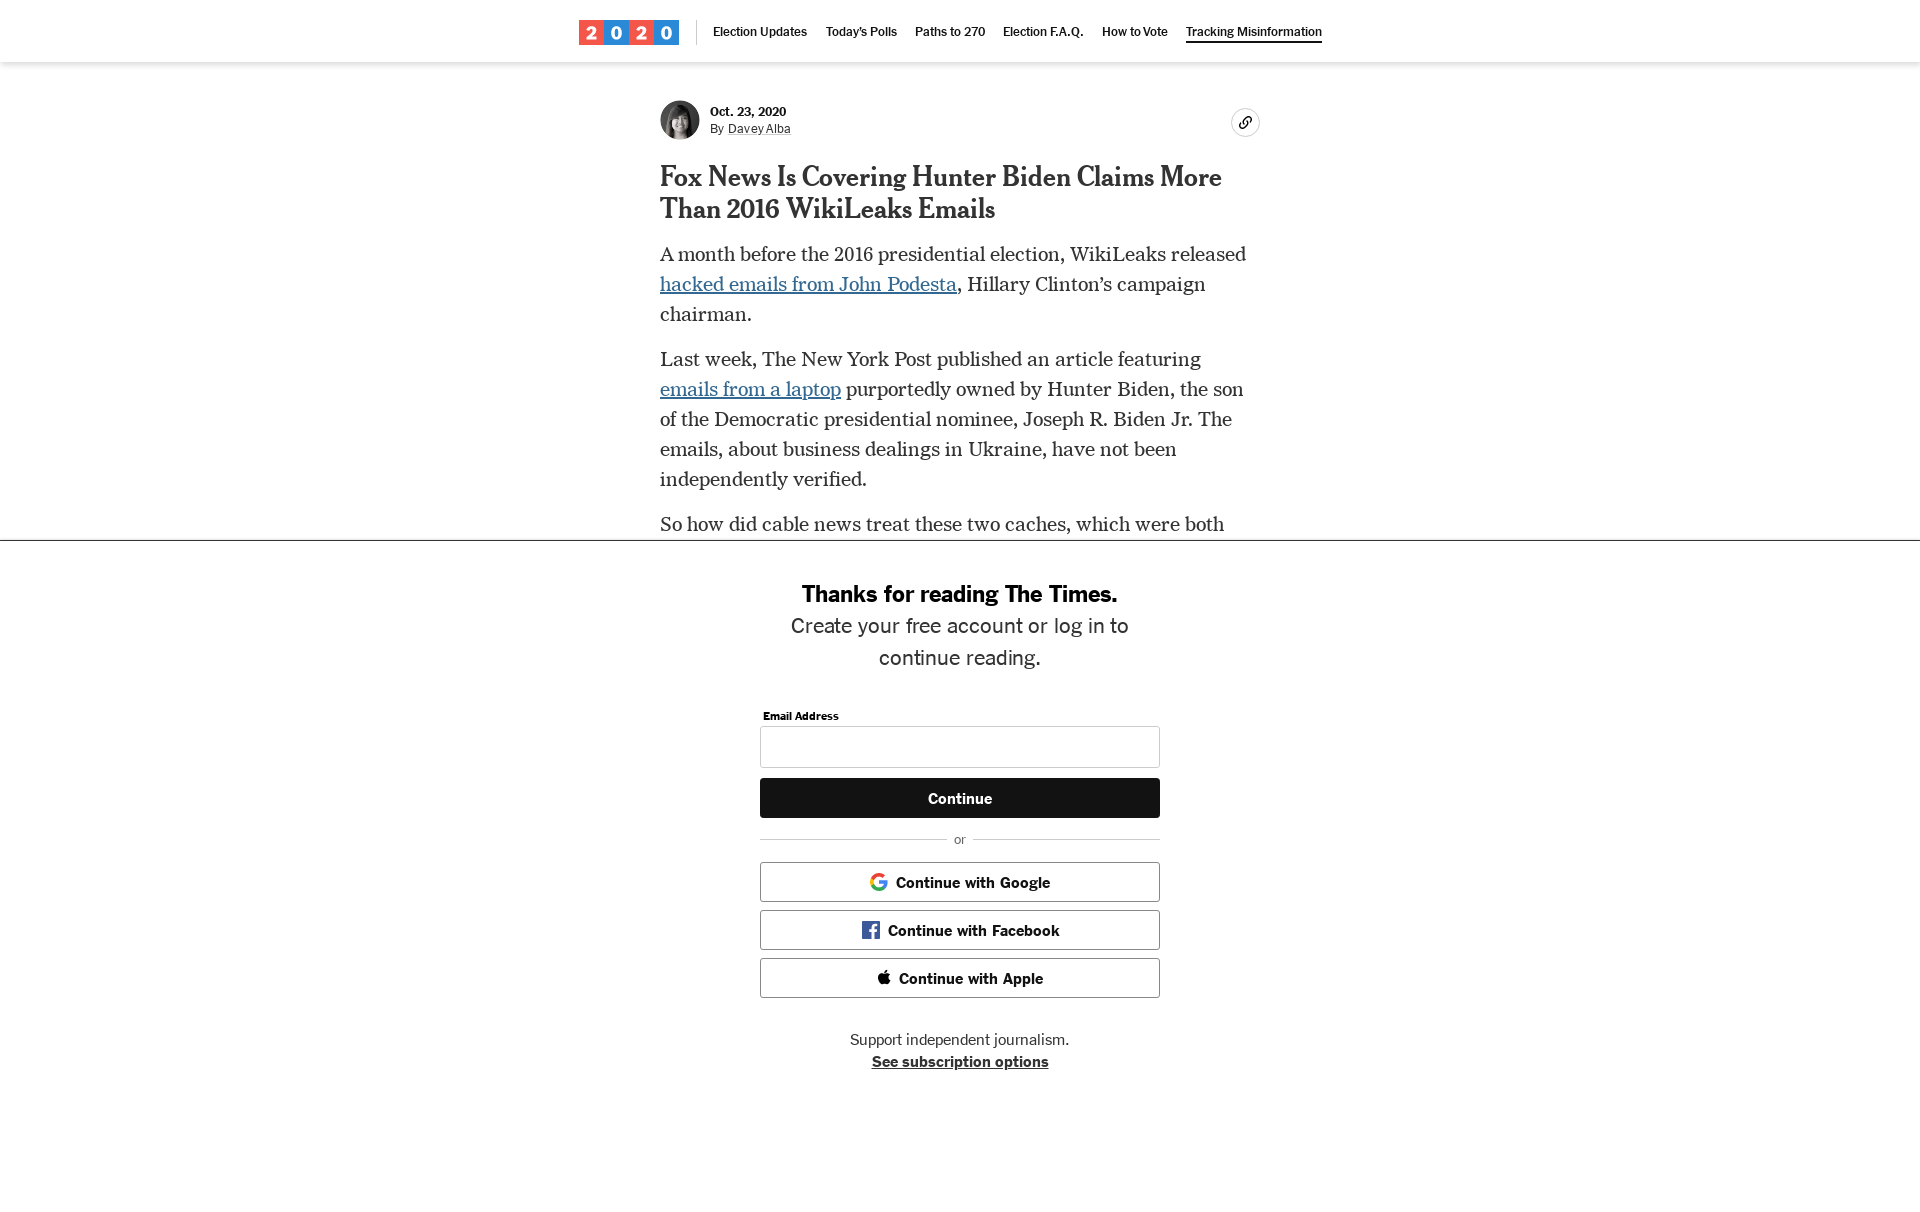 2020
Election Updates
Today's Polls
Paths to 270
Election F.A.Q.
How to Vote
Tracking Misinformation
Oct. 23, 2020
By Davey Alba
Fox News Is Covering Hunter Biden Claims More
Than 2016 WikiLeaks Emails
A month before the 2016 presidential election, WikiLeaks released
hacked emails from John Podesta, Hillary Clinton’s campaign
chairman.
Last week, The New York Post published an article featuring
emails from a laptop purportedly owned by Hunter Biden, the son
of the Democratic presidential nominee, Joseph R. Biden Jr. The
emails, about business dealings in Ukraine, have not been
independently verified.
So how did cable news treat these two caches, which were both
Thanks for reading The Times.
Create your free account or log in to
continue reading.
Email Address
Continue
or
Continue with Google
Continue with Facebook
Continue with Apple
Support independent journalism.
See subscription options